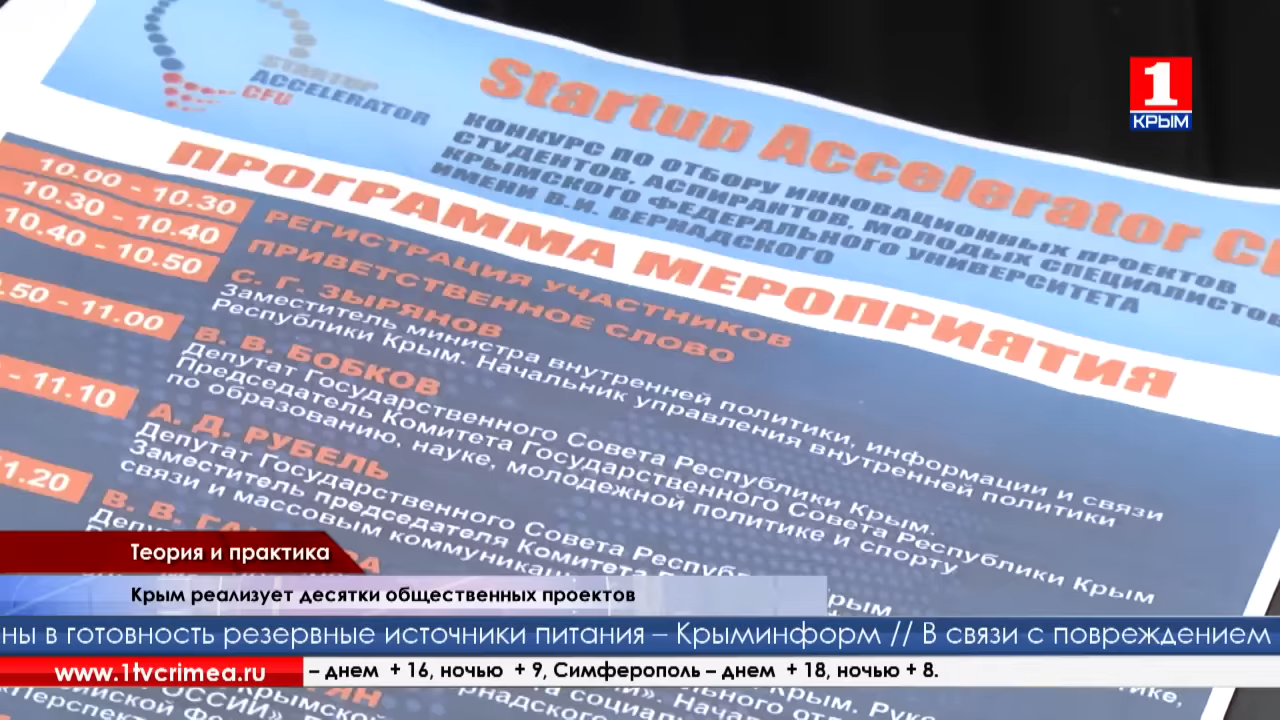 STARTUP
ACCELERATOR
CFU
Startup Accelerator
КОНКУРС ПО ОТБОРУ ИННОВАЦИОННЫХ ПРОЕКТОВ
СТУДЕНТОВ, АСПИРАНТОВ, МОЛОДЫХ СПЕЦИАЛИСТОВ
КРЫМСКОГО ФЕДЕРАЛЬНОГО УНИВЕРСИТЕТА
ИМЕНИ В.И. ВЕРНАДСКОГО
1
КРЫМ
ПРОГРАММА МЕРОПРИЯТИЯ
10.00 - 10.30
РЕГИСТРАЦИЯ УЧАСТНИКОВ
10.30 - 10.40
ПРИВЕТСТВЕННОЕ СЛОВО
10.40 - 10.50
С. Г. ЗЫРЯНОВ
Заместитель министра внутренней политики, информации и связи
Республики Крым. Начальник управления внутренней политики
.50 - 11.00
В. В. БОБКОВ
Депутат Государственного Совета Республики Крым.
Председатель Комитета Государственного Совета Республики Крым
по образованию, науке, молодежной политике и спорту
- 11.10
А. Д. РУБЕЛЬ
Депутат Государственного Совета Республ
Заместитель председателя Комитета
связи и массовым коммуникац
1.20
В. В.
Депу
Крым
Теория и практика
Крым реализует десятки общественных проектов
ны в готовность резервные источники питания – Крыминформ // В связи с повреждением
www.1tvcrimea.ru
– днем + 16, ночью + 9, Симферополь – днем + 18, ночью + 8.